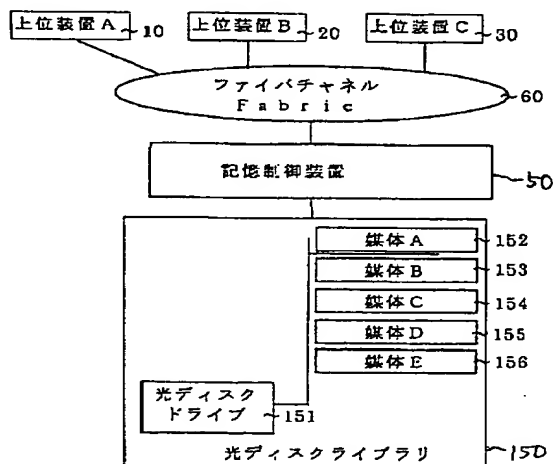 上位装置A 10
上位装置B 20
上位装置C 30
ファイバチャネル
Fabric
60
記憶制御装置
50
媒体A 152
媒体B 153
媒体C 154
媒体D 155
媒体E 156
光ディスク
ドライブ 151
光ディスクライブラリ 150